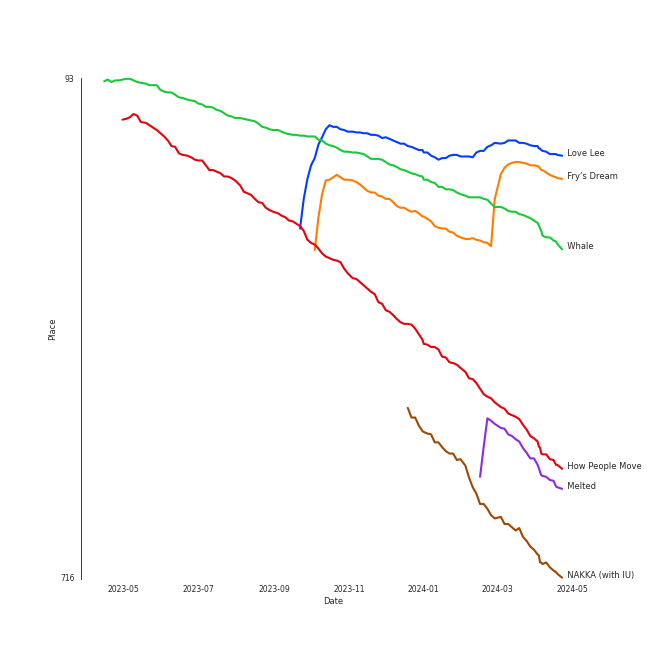 93
Love Lee
Fry's Dream
Whale
Place
How People Move
Melted
NAKKA (with IU)
716
2023-05 2023-07 2023-09 2023-11 2024-01 2024-03 2024-05
Date